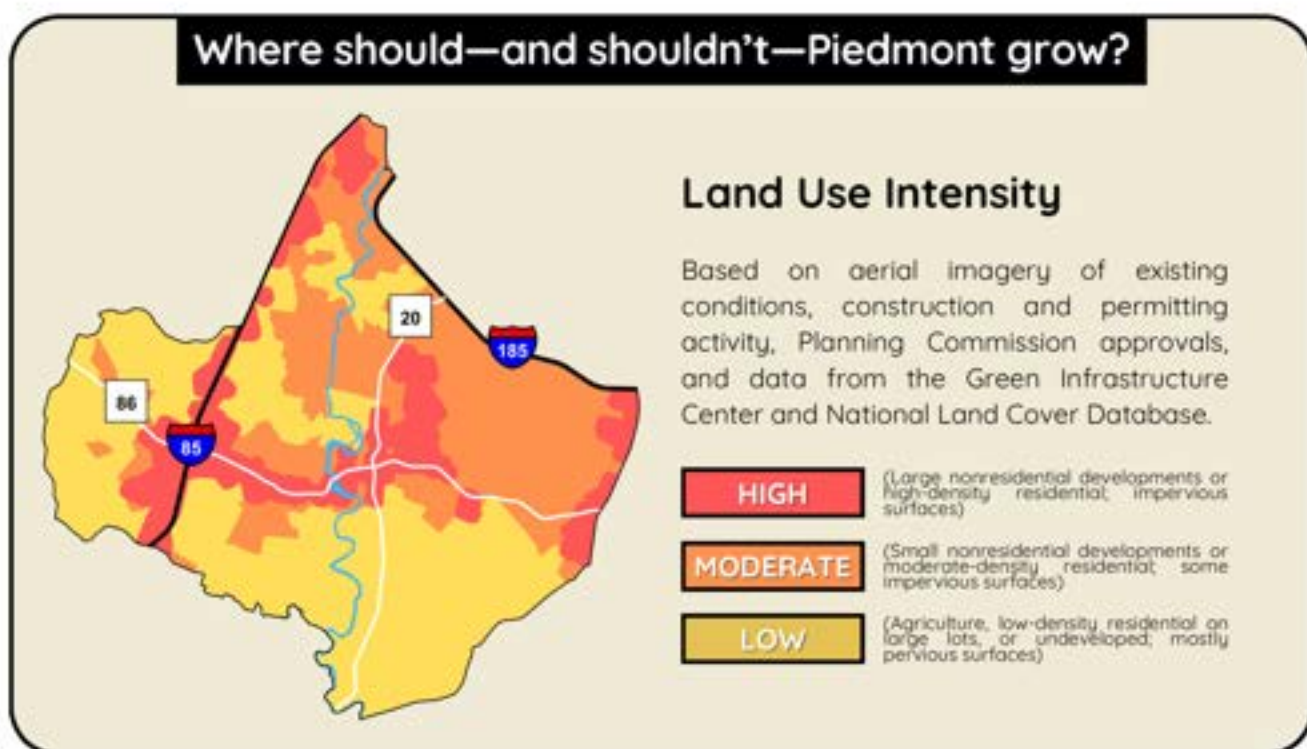 Where should—and shouldn't—Piedmont grow?
Land Use Intensity
Based on aerial imagery of existing
conditions, construction and permitting
activity, Planning Commission approvals,
and data from the Green Infrastructure
Center and National Land Cover Database.
20
185
86
85
HIGH
(Large nonresidential developments or
high-density residential; impervious
surfaces)
MODERATE
(Small nonresidential developments or
moderate-density residential; some
impervious surfaces)
LOW
(Agriculture, low-density residential on
large lots, or undeveloped; mostly
pervious surfaces)